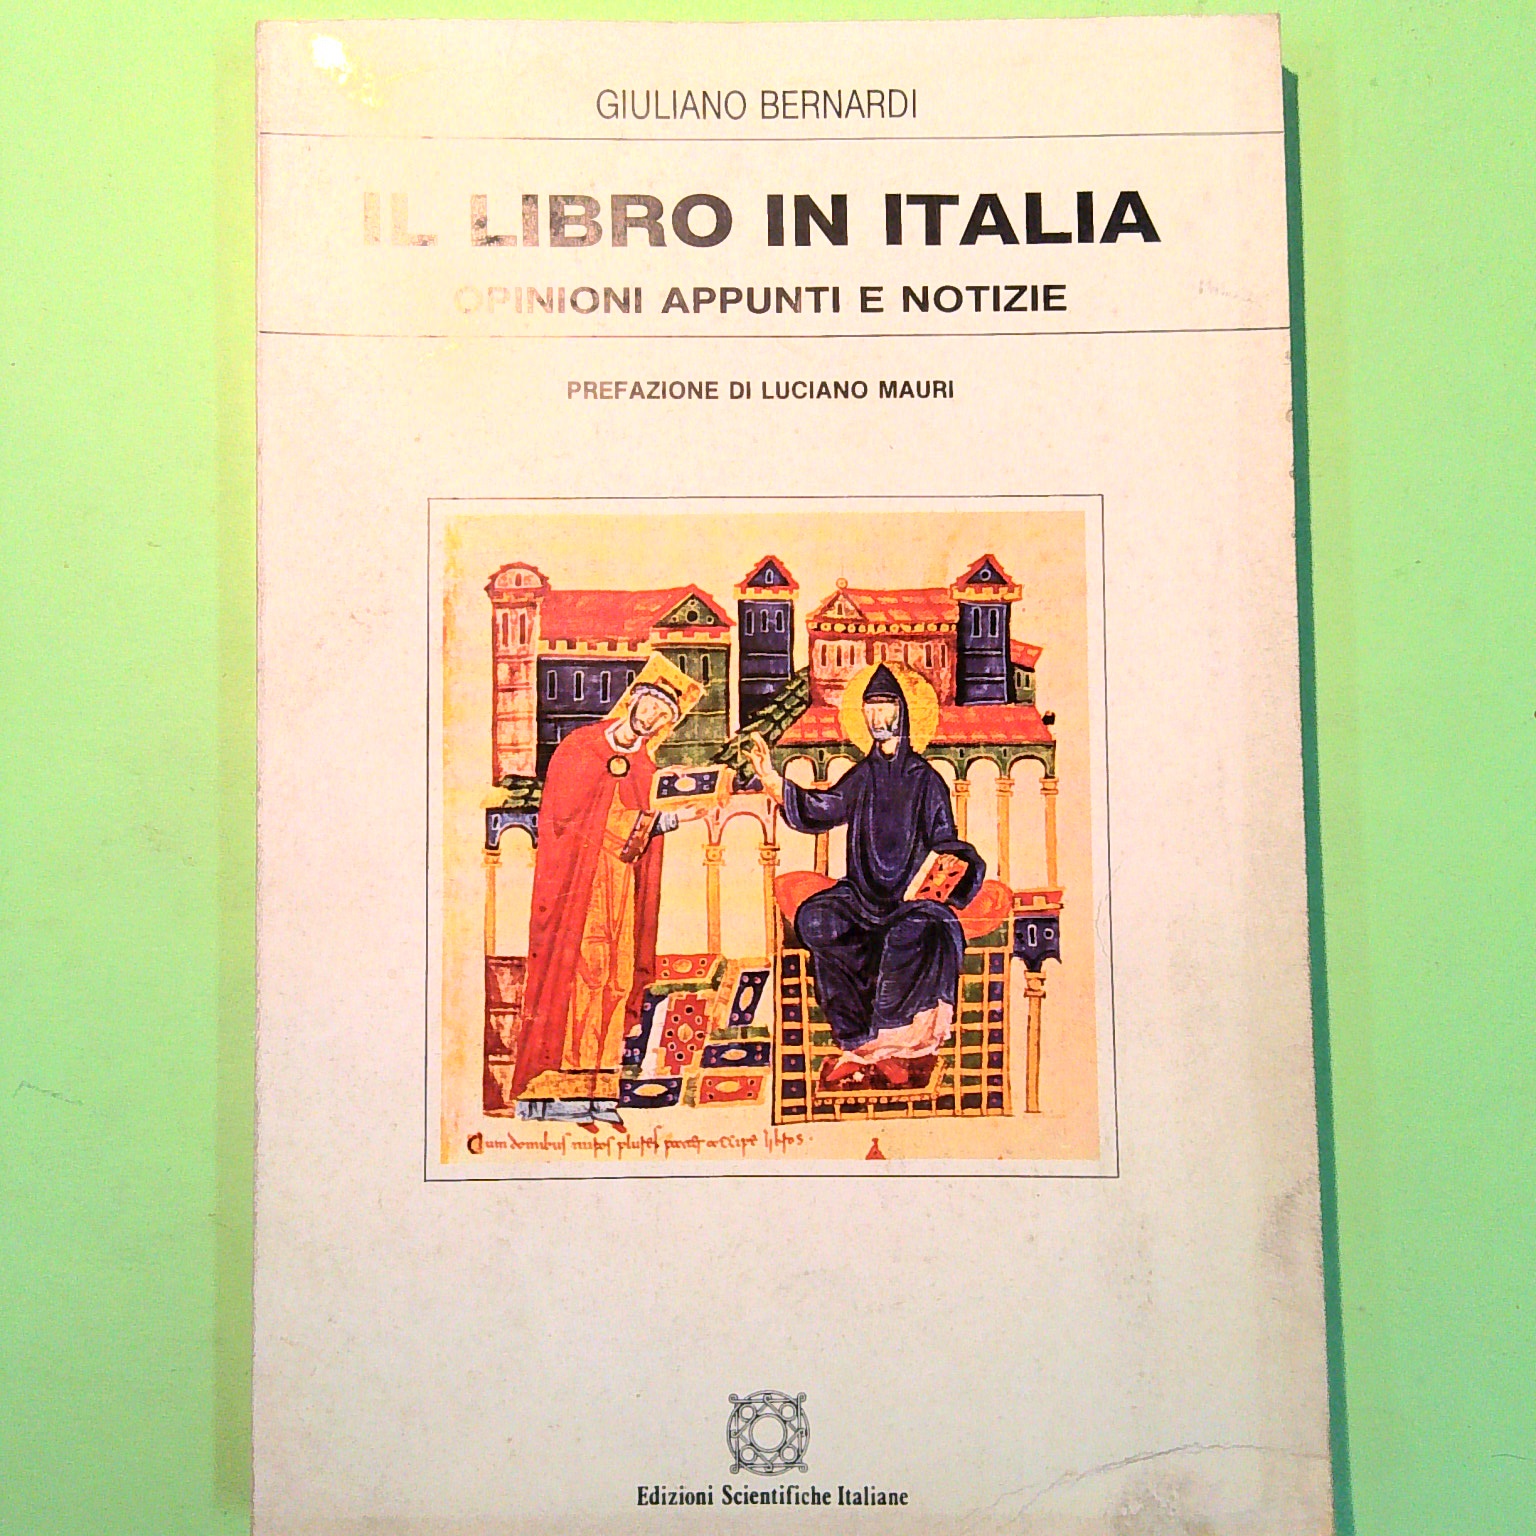 GIULIANO BERNARDI
IL LIBRO IN ITALIA
OPINIONI APPUNTI E NOTIZIE
PREFAZIONE DI LUCIANO MAURI
Edizioni Scientifiche Italiane